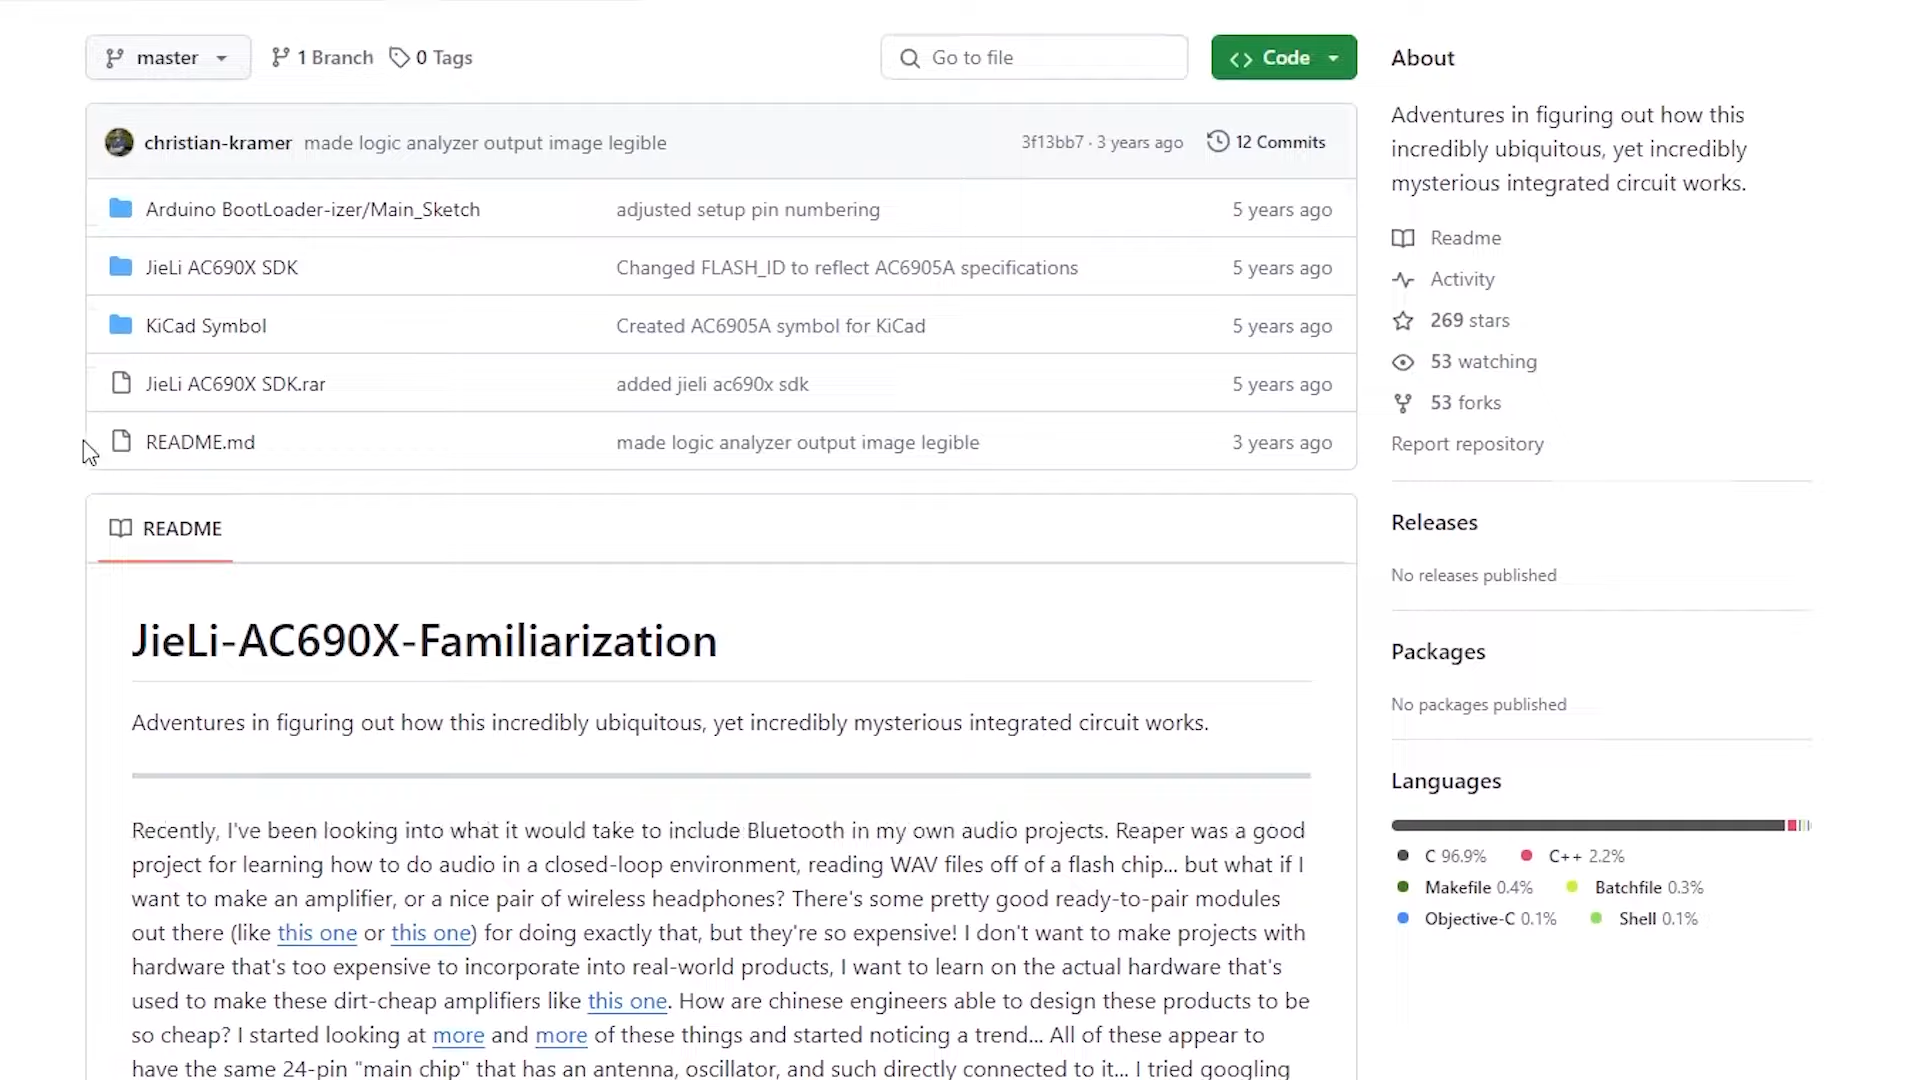 master
1 Branch
0 Tags
Go to file
Code
christian-kramer made logic analyzer output image legible 3f13bb7 · 3 years ago 12 Commits
Arduino BootLoader-izer/Main_Sketch adjusted setup pin numbering 5 years ago
JieLi AC690X SDK Changed FLASH_ID to reflect AC6905A specifications 5 years ago
KiCad Symbol Created AC6905A symbol for KiCad 5 years ago
JieLi AC690X SDK.rar added jieli ac690x sdk 5 years ago
README.md made logic analyzer output image legible 3 years ago
README
JieLi-AC690X-Familiarization
Adventures in figuring out how this incredibly ubiquitous, yet incredibly mysterious integrated circuit works.
Recently, I've been looking into what it would take to include Bluetooth in my own audio projects. Reaper was a good
project for learning how to do audio in a closed-loop environment, reading WAV files off of a flash chip... but what if I
want to make an amplifier, or a nice pair of wireless headphones? There's some pretty good ready-to-pair modules
out there (like this one or this one) for doing exactly that, but they're so expensive! I don't want to make projects with
hardware that's too expensive to incorporate into real-world products, I want to learn on the actual hardware that's
used to make these dirt-cheap amplifiers like this one. How are chinese engineers able to design these products to be
so cheap? I started looking at more and more of these things and started noticing a trend... All of these appear to
have the same 24-pin "main chip" that has an antenna, oscillator, and such directly connected to it... I tried googling
About
Adventures in figuring out how this
incredibly ubiquitous, yet incredibly
mysterious integrated circuit works.
Readme
Activity
269 stars
53 watching
53 forks
Report repository
Releases
No releases published
Packages
No packages published
Languages
C 96.9% C++ 2.2%
Makefile 0.4% Batchfile 0.3%
Objective-C 0.1% Shell 0.1%